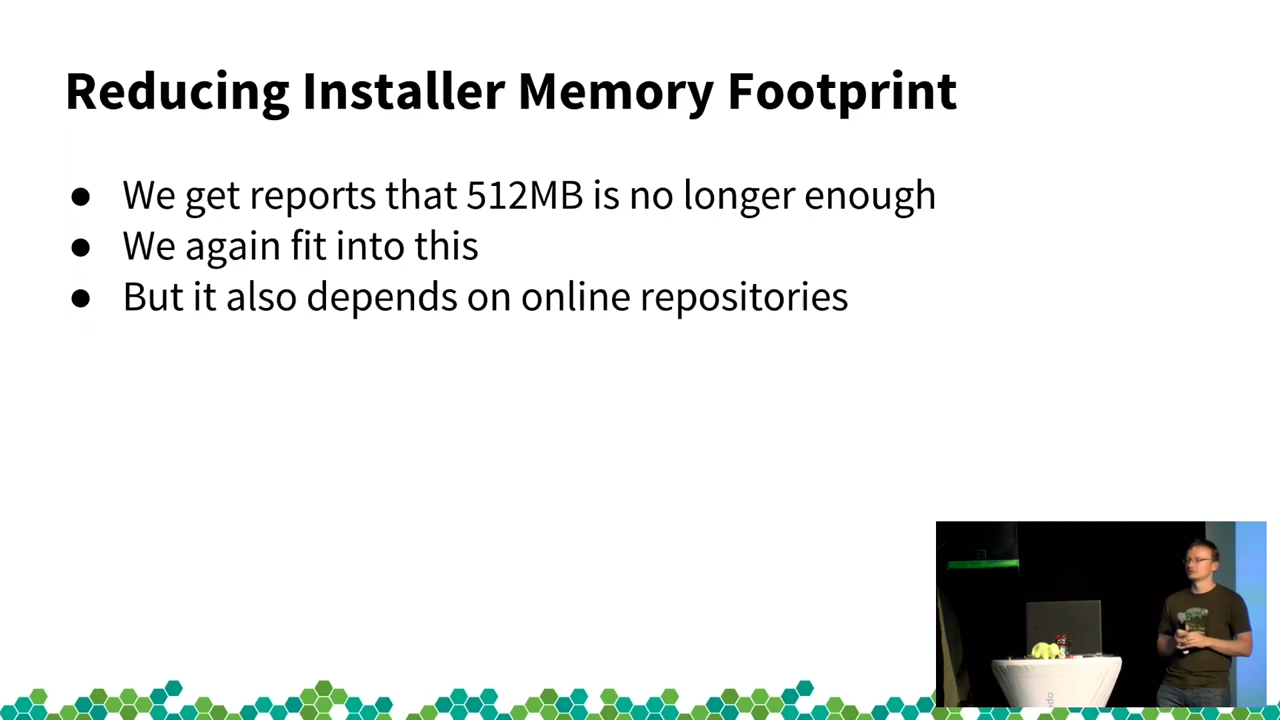 Reducing Installer Memory Footprint
● We get reports that 512MB is no longer enough
● We again fit into this
● But it also depends on online repositories